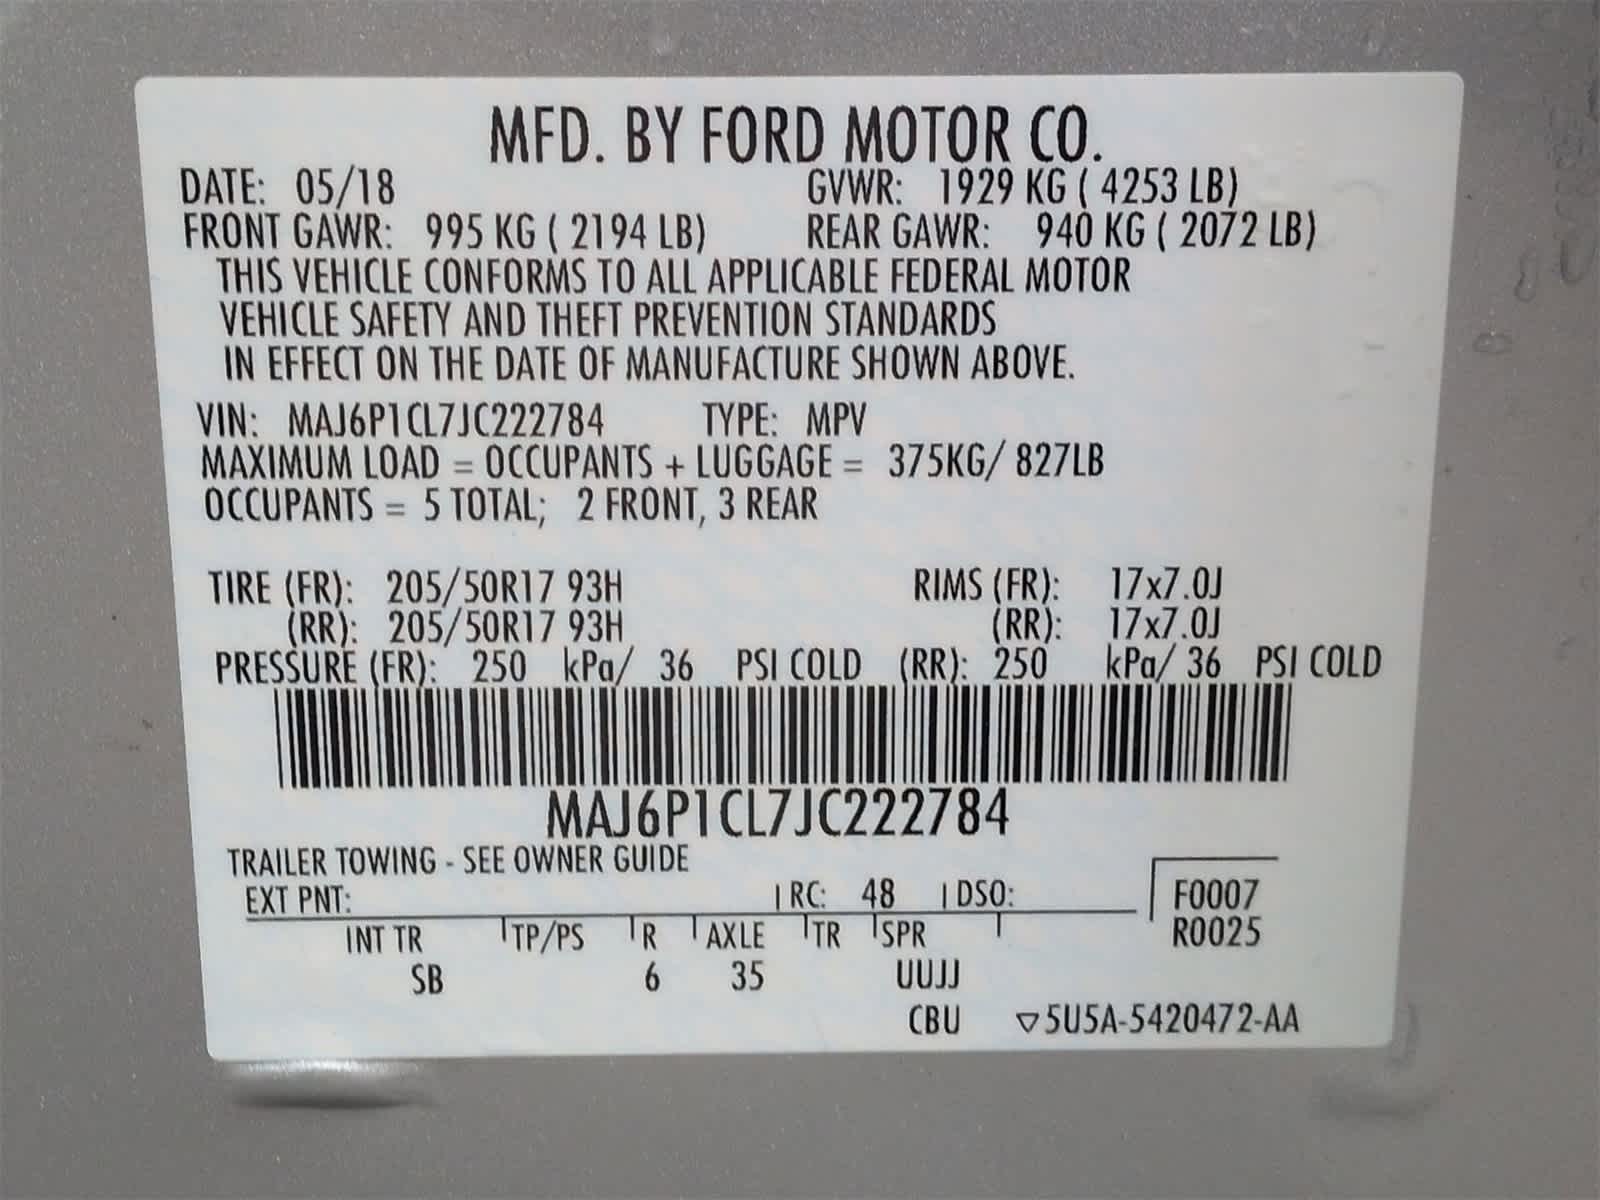 MFD. BY FORD MOTOR CO.
DATE: 05/18 GVWR: 1929 KG ( 4253 LB)
FRONT GAWR: 995 KG ( 2194 LB) REAR GAWR: 940 KG ( 2072 LB)
THIS VEHICLE CONFORMS TO ALL APPLICABLE FEDERAL MOTOR
VEHICLE SAFETY AND THEFT PREVENTION STANDARDS
IN EFFECT ON THE DATE OF MANUFACTURE SHOWN ABOVE.
VIN: MAJ6P1CL7JC222784 TYPE: MPV
MAXIMUM LOAD = OCCUPANTS + LUGGAGE = 375KG/ 827LB
OCCUPANTS = 5 TOTAL; 2 FRONT, 3 REAR
TIRE (FR): 205/50R17 93H RIMS (FR): 17x7.0J
(RR): 205/50R17 93H (RR): 17x7.0J
PRESSURE (FR): 250 kPa/ 36 PSI COLD (RR): 250 kPa/ 36 PSI COLD
MAJ6P1CL7JC222784
TRAILER TOWING - SEE OWNER GUIDE
EXT PNT: RC: 48 DSO: F0007
INT TR TP/PS R AXLE TR SPR R0025
SB 6 35 UUJJ
CBU ▽5U5A-5420472-AA